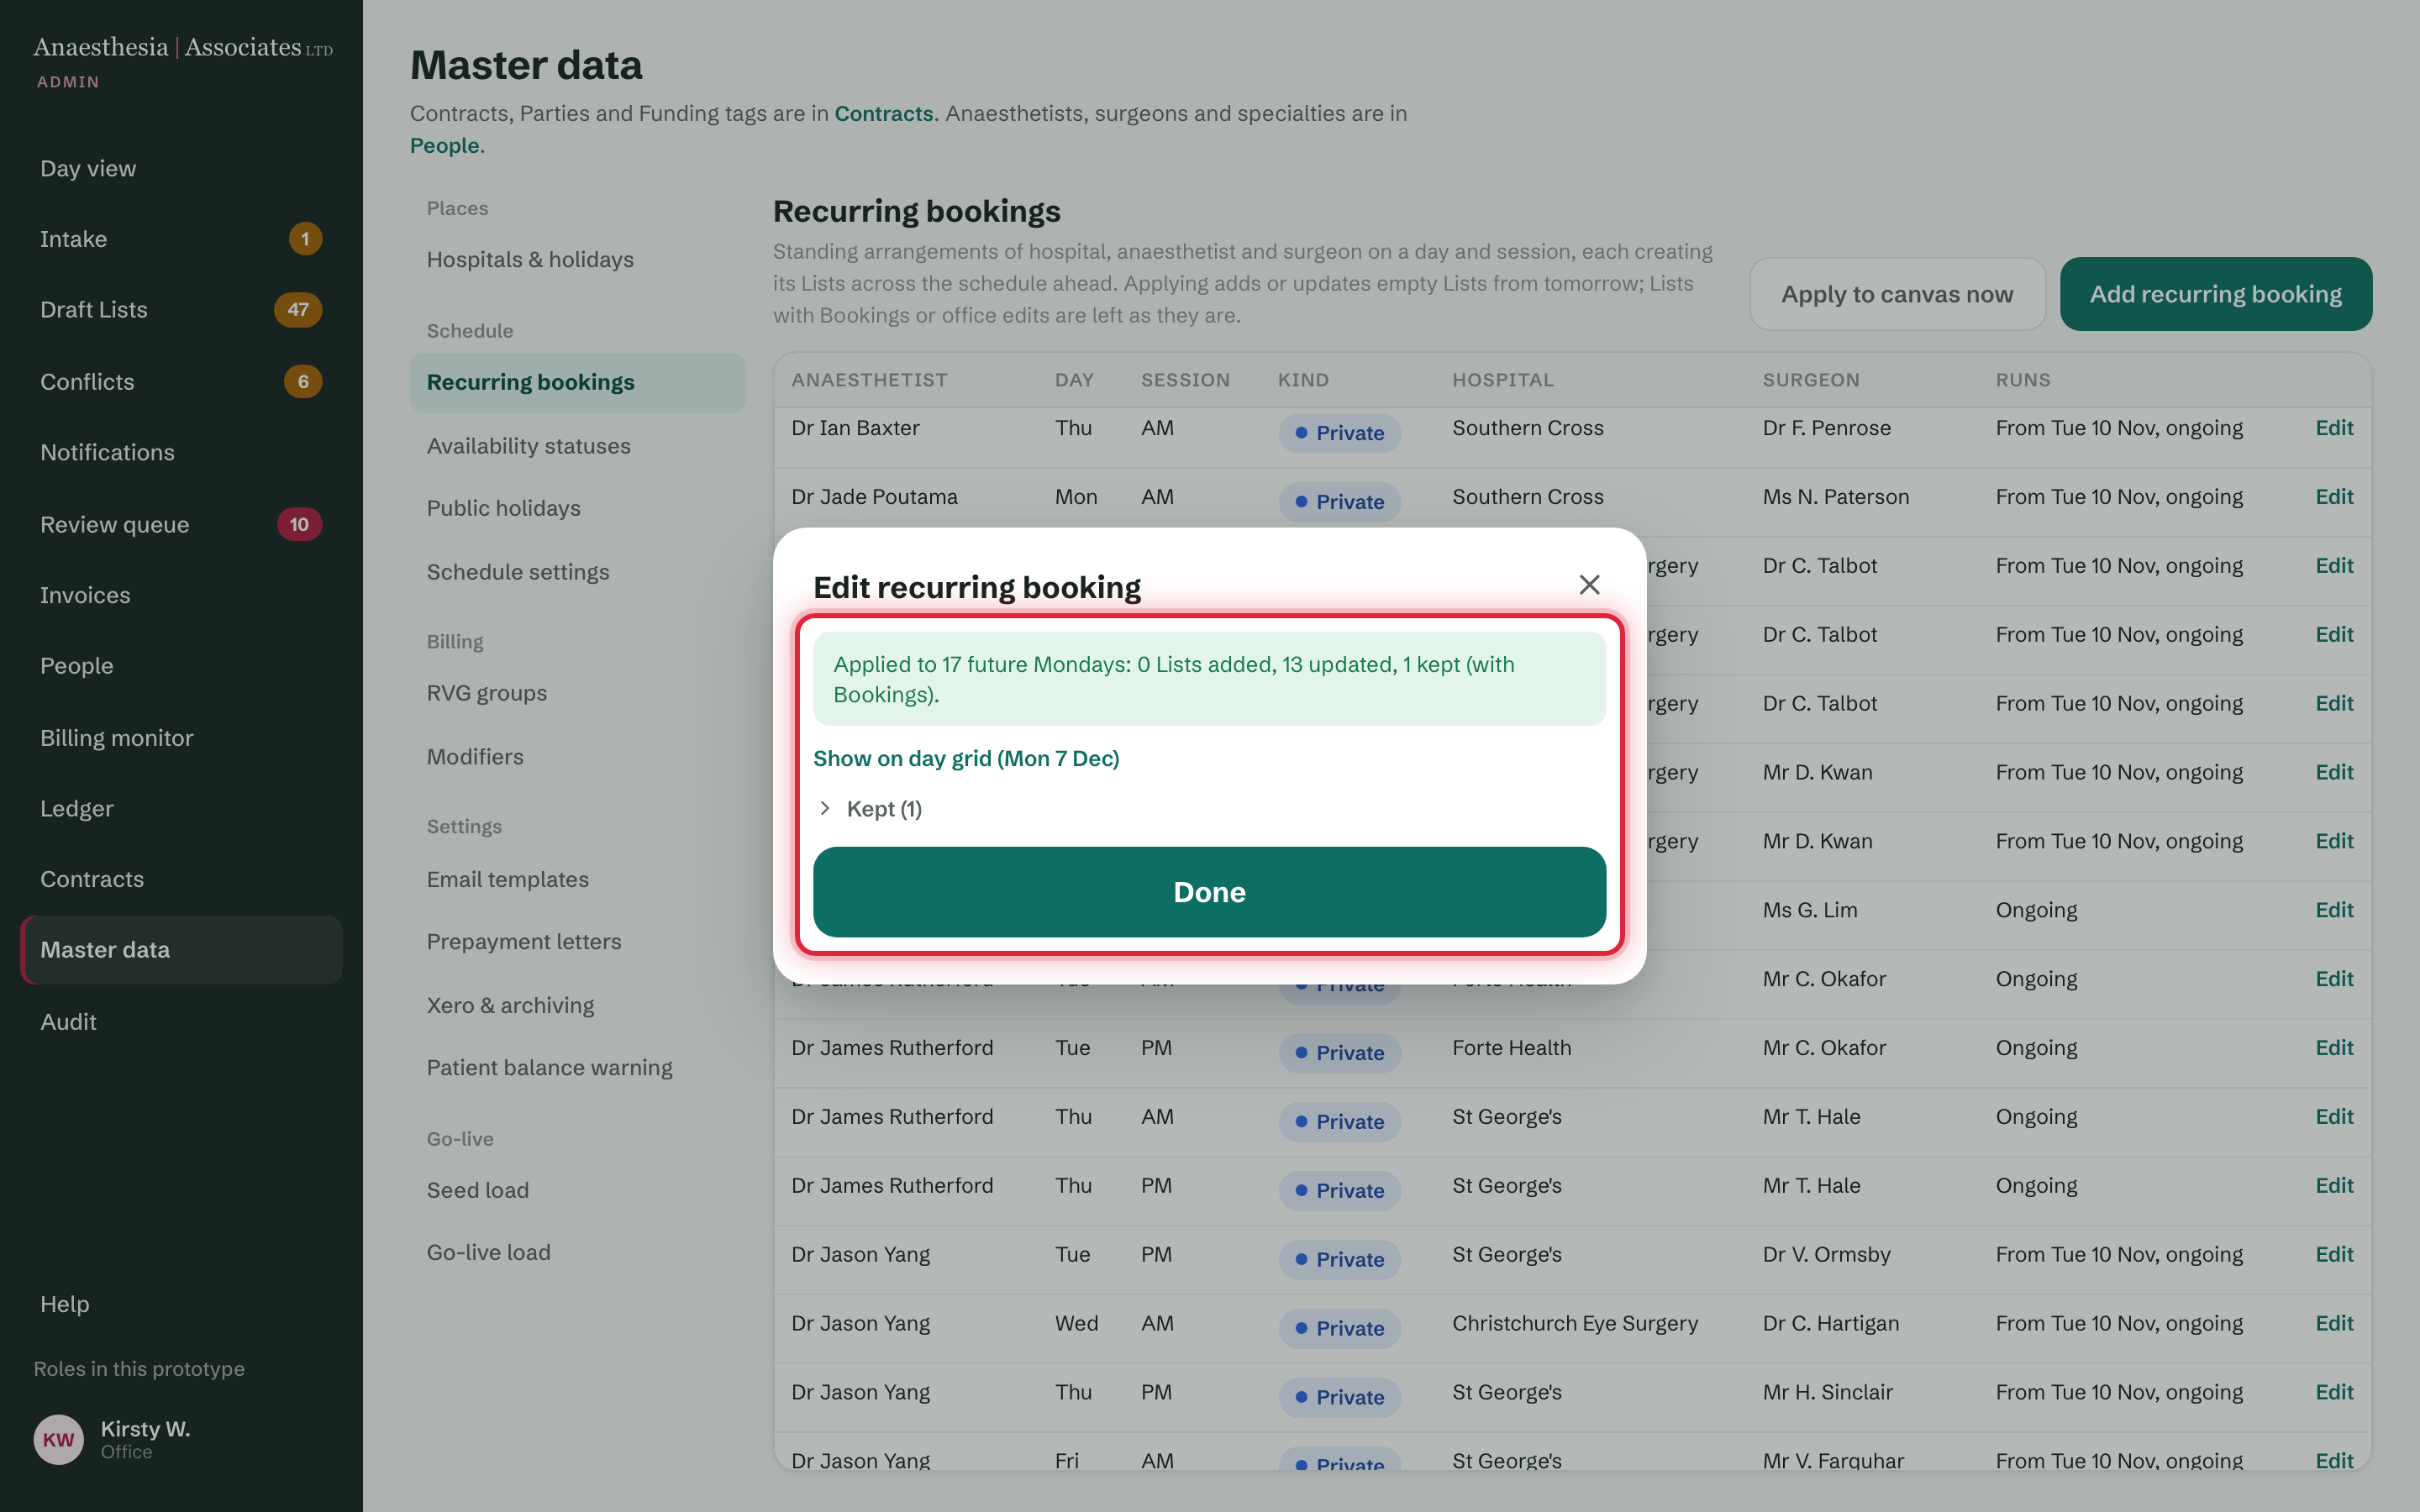 Anaesthesia | Associates LTD
ADMIN
Day view
Intake 1
Draft Lists 47
Conflicts 6
Notifications
Review queue 10
Invoices
People
Billing monitor
Ledger
Contracts
Master data
Audit
Help
Roles in this prototype
KW
Kirsty W.
Office
Master data
Contracts, Parties and Funding tags are in Contracts. Anaesthetists, surgeons and specialties are in
People.
Places
Hospitals & holidays
Schedule
Recurring bookings
Availability statuses
Public holidays
Schedule settings
Billing
RVG groups
Modifiers
Settings
Email templates
Prepayment letters
Xero & archiving
Patient balance warning
Go-live
Seed load
Go-live load
Recurring bookings
Standing arrangements of hospital, anaesthetist and surgeon on a day and session, each creating
its Lists across the schedule ahead. Applying adds or updates empty Lists from tomorrow; Lists
with Bookings or office edits are left as they are.
Apply to canvas now
Add recurring booking
ANAESTHETIST DAY SESSION KIND HOSPITAL SURGEON RUNS
Dr Ian Baxter Thu AM Private Southern Cross Dr F. Penrose From Tue 10 Nov, ongoing Edit
Dr Jade Poutama Mon AM Private Southern Cross Ms N. Paterson From Tue 10 Nov, ongoing Edit
rgery Dr C. Talbot From Tue 10 Nov, ongoing Edit
rgery Dr C. Talbot From Tue 10 Nov, ongoing Edit
rgery Dr C. Talbot From Tue 10 Nov, ongoing Edit
rgery Mr D. Kwan From Tue 10 Nov, ongoing Edit
rgery Mr D. Kwan From Tue 10 Nov, ongoing Edit
Ms G. Lim Ongoing Edit
Dr James Rutherford Tue AM Private Forte Health Mr C. Okafor Ongoing Edit
Dr James Rutherford Tue PM Private Forte Health Mr C. Okafor Ongoing Edit
Dr James Rutherford Thu AM Private St George's Mr T. Hale Ongoing Edit
Dr James Rutherford Thu PM Private St George's Mr T. Hale Ongoing Edit
Dr Jason Yang Tue PM Private St George's Dr V. Ormsby From Tue 10 Nov, ongoing Edit
Dr Jason Yang Wed AM Private Christchurch Eye Surgery Dr C. Hartigan From Tue 10 Nov, ongoing Edit
Dr Jason Yang Thu PM Private St George's Mr H. Sinclair From Tue 10 Nov, ongoing Edit
Dr Jason Yang Fri AM Private St George's Mr V. Farquhar From Tue 10 Nov, ongoing Edit
Edit recurring booking
Applied to 17 future Mondays: 0 Lists added, 13 updated, 1 kept (with
Bookings).
Show on day grid (Mon 7 Dec)
Kept (1)
Done